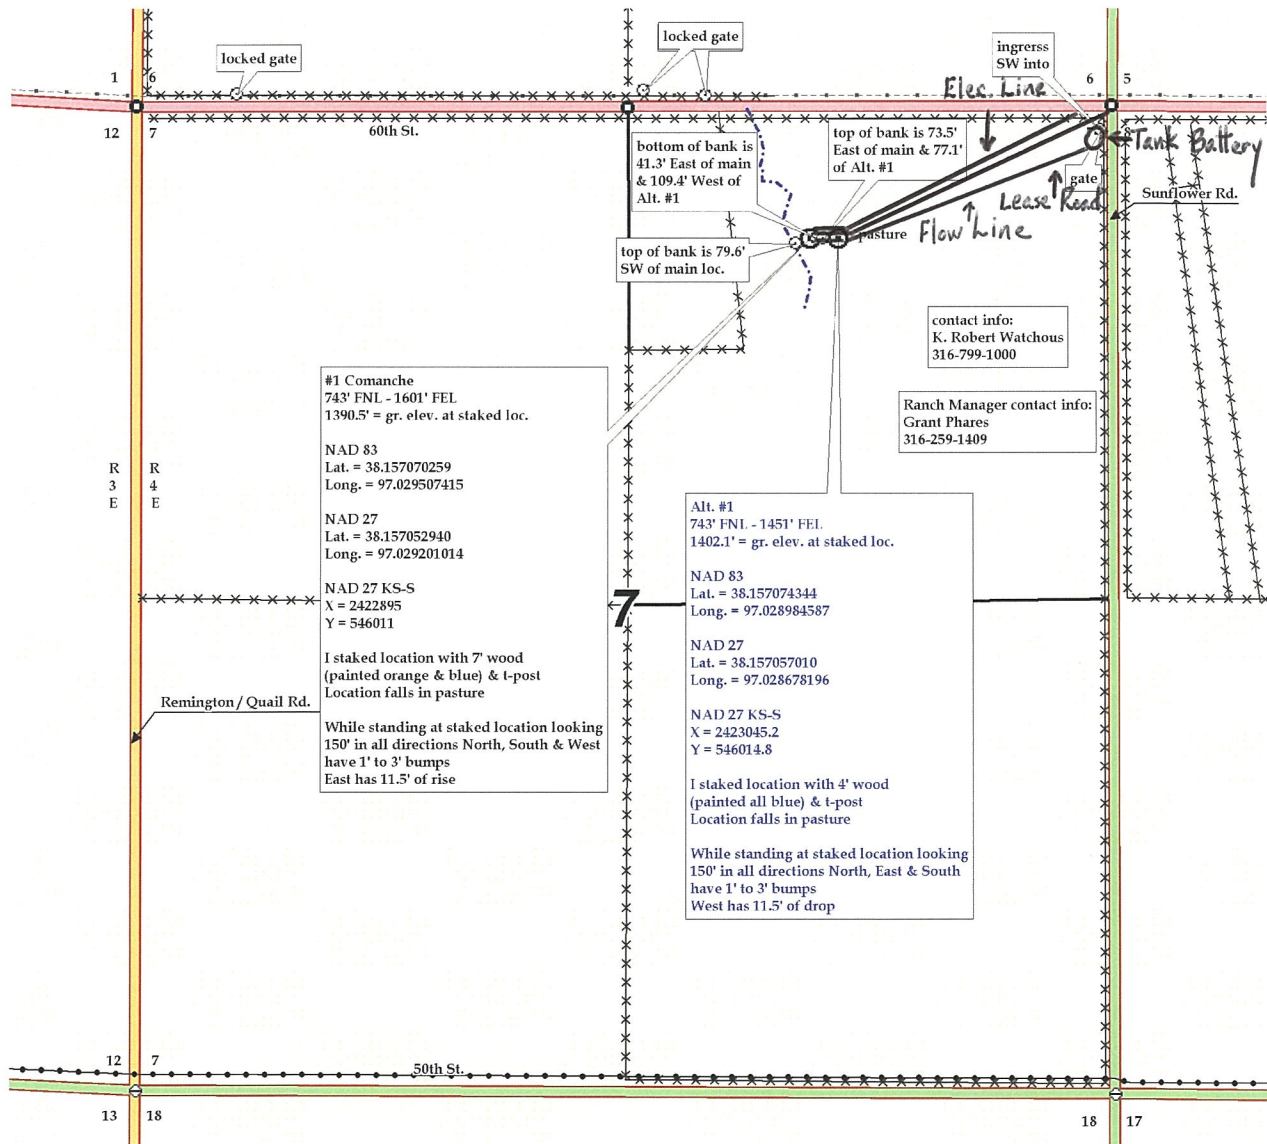 locked gate
locked gate
ingrerss
SW into
1
6
6
5
Elec. Line
12
7
60th St.
8
Tank Battery
bottom of bank is
41.3' East of main
& 109.4' West of
Alt. #1
top of bank is 73.5'
East of main & 77.1'
of Alt. #1
gate
Sunflower Rd.
Lease Road
Flow Line
pasture
top of bank is 79.6'
SW of main loc.
contact info:
K. Robert Watchous
316-799-1000
Ranch Manager contact info:
Grant Phares
316-259-1409
#1 Comanche
743' FNL - 1601' FEL
1390.5' = gr. elev. at staked loc.
NAD 83
Lat. = 38.157070259
Long. = 97.029507415
NAD 27
Lat. = 38.157052940
Long. = 97.029201014
NAD 27 KS-S
X = 2422895
Y = 546011
I staked location with 7' wood
(painted orange & blue) & t-post
Location falls in pasture
While standing at staked location looking
150' in all directions North, South & West
have 1' to 3' bumps
East has 11.5' of rise
R
3
E
R
4
E
7
Alt. #1
743' FNL - 1451' FEL
1402.1' = gr. elev. at staked loc.
NAD 83
Lat. = 38.157074344
Long. = 97.028984587
NAD 27
Lat. = 38.157057010
Long. = 97.028678196
NAD 27 KS-S
X = 2423045.2
Y = 546014.8
I staked location with 4' wood
(painted all blue) & t-post
Location falls in pasture
While standing at staked location looking
150' in all directions North, East & South
have 1' to 3' bumps
West has 11.5' of drop
Remington / Quail Rd.
12
7
50th St.
13
18
18
17